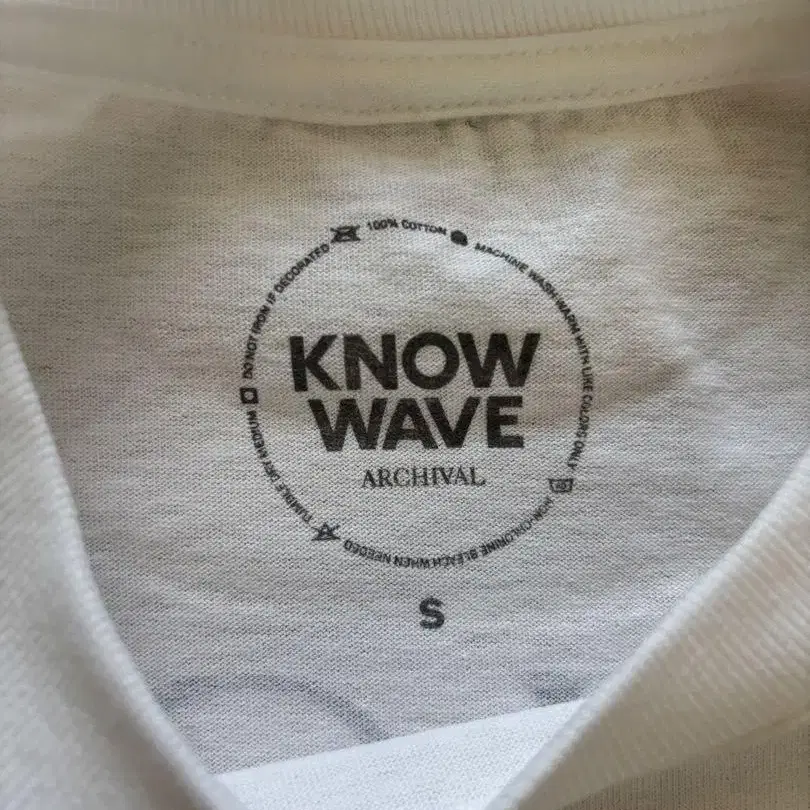 100% COTTON
MACHINE WASH WARM WITH LIKE COLORS ONLY
NON-CHLORINE BLEACH WHEN NEEDED
TUMBLE DRY MEDIUM
DO NOT IRON IF DECORATED
KNOW
WAVE
ARCHIVAL
S